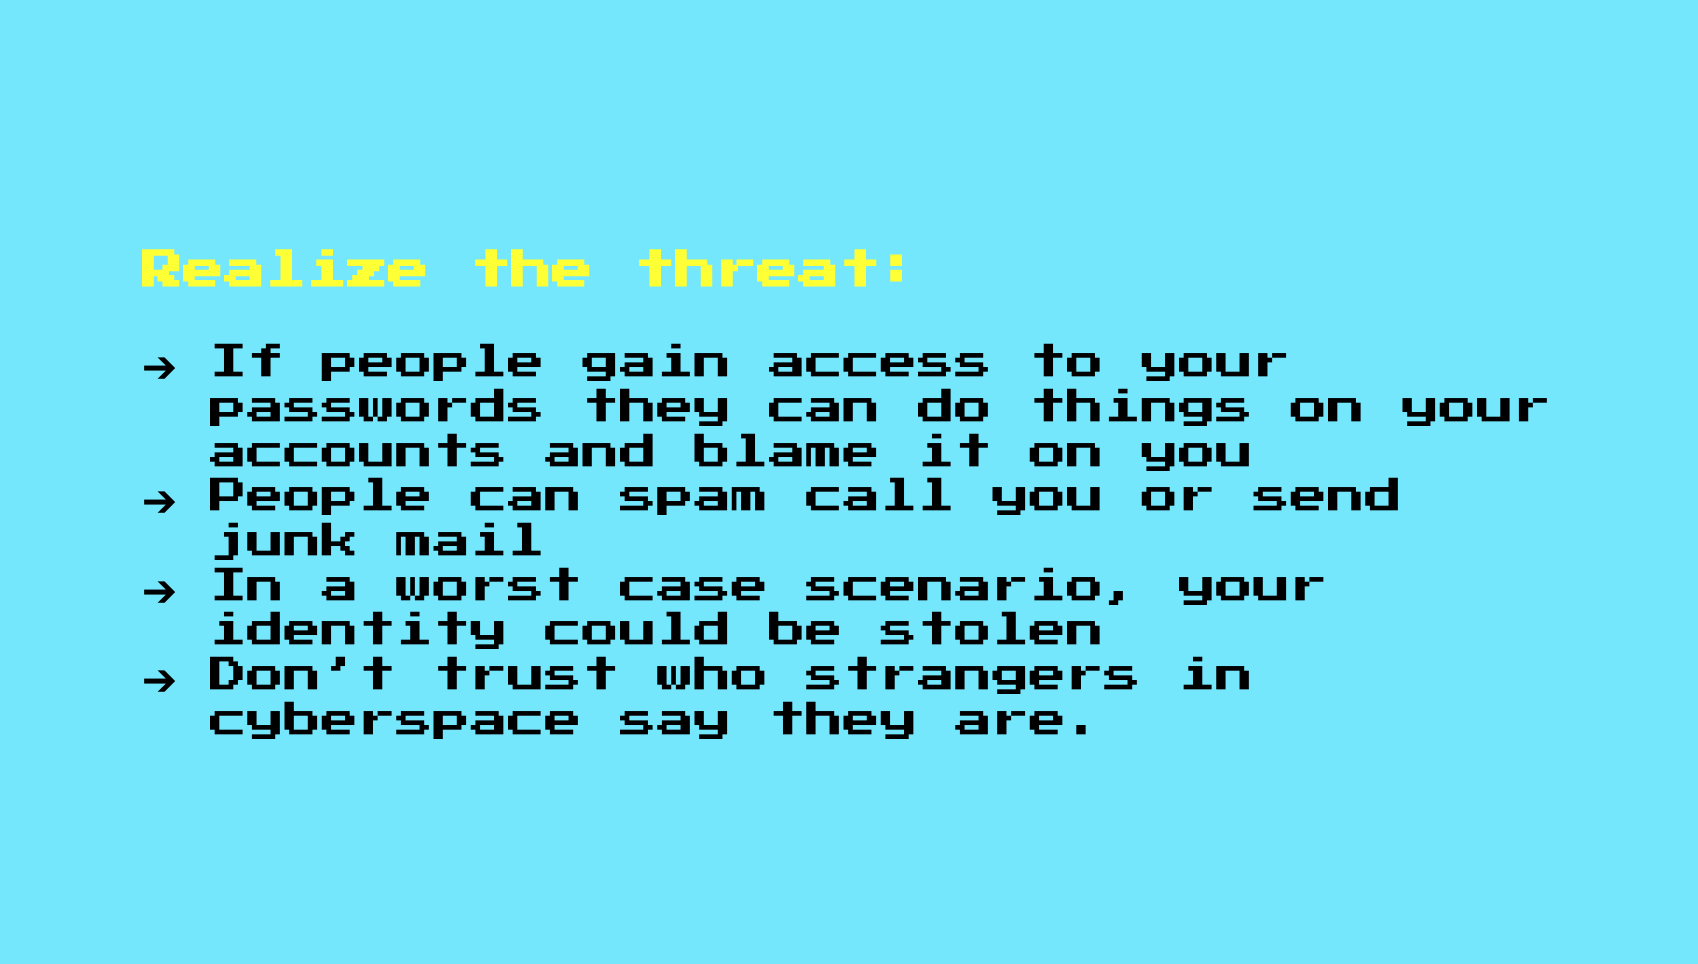 Realize the threat:
➔ If people gain access to your
passwords they can do things on your
accounts and blame it on you
➔ People can spam call you or send
junk mail
➔ In a worst case scenario, your
identity could be stolen
➔ Don’t trust who strangers in
cyberspace say they are.